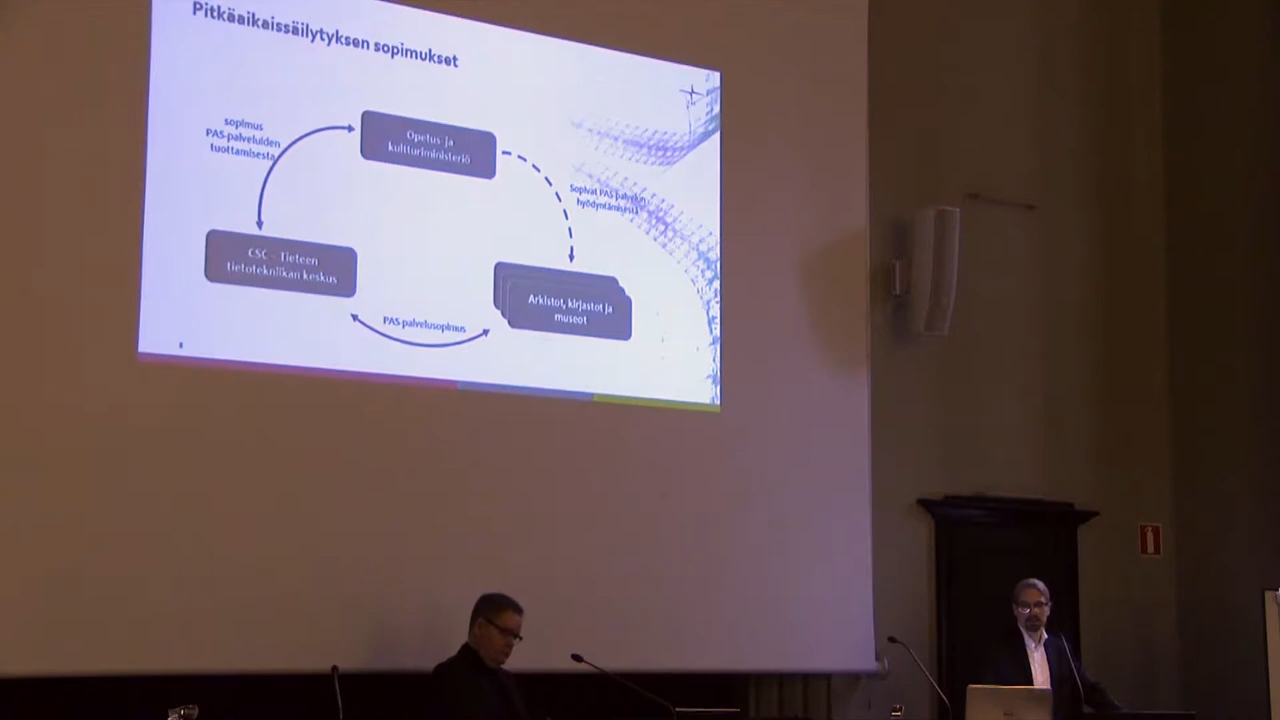 Pitkäaikaissäilytyksen sopimukset
sopimus
PAS-palveluiden
tuottamisesta
Opetus ja
kulttuuriministeriö
Sopivat PAS-palvelun
hyödyntämisestä
CSC - Tieteen
tietotekniikan keskus
Arkistot, kirjastot ja
museot
PAS-palvelusopimus
8